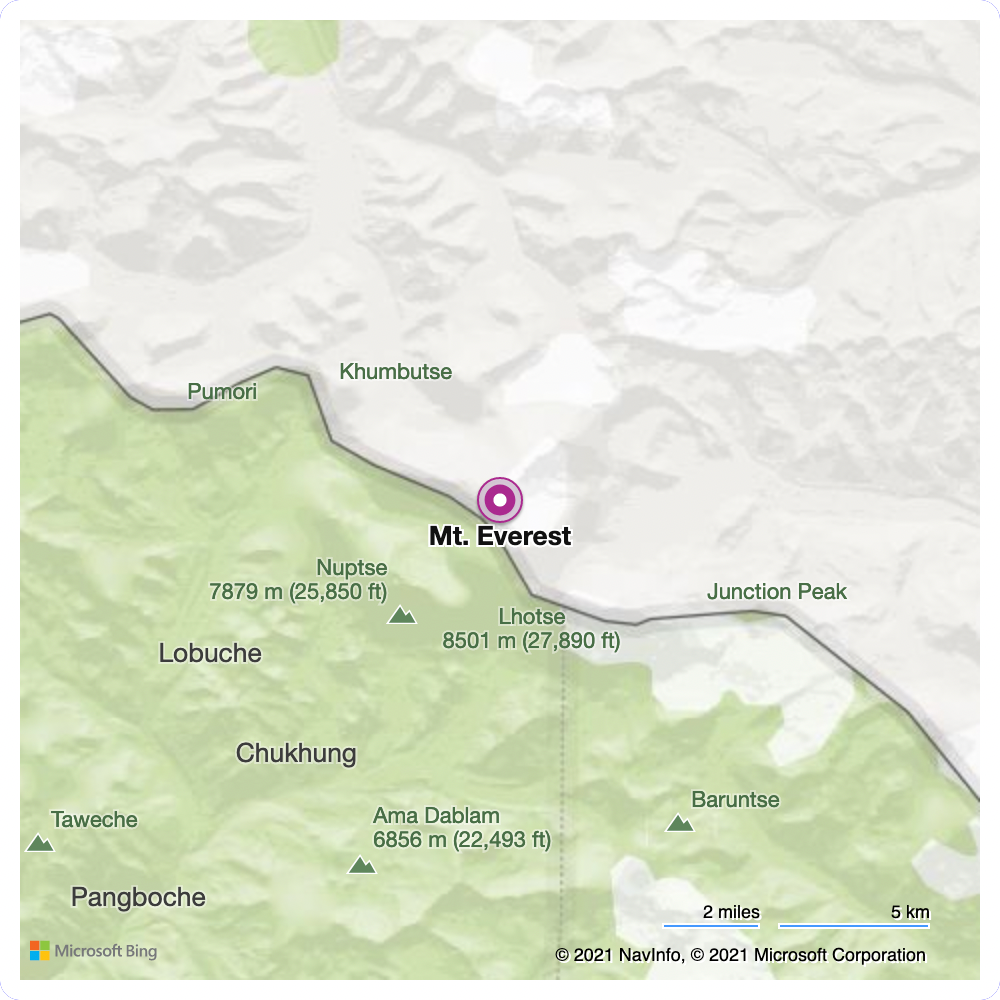 Khumbutse
Pumori
Mt. Everest
Nuptse
7879 m (25,850 ft)
Junction Peak
Lhotse
8501 m (27,890 ft)
Lobuche
Chukhung
Baruntse
Taweche
Ama Dablam
6856 m (22,493 ft)
Pangboche
2 miles
5 km
Microsoft Bing
© 2021 NavInfo, © 2021 Microsoft Corporation